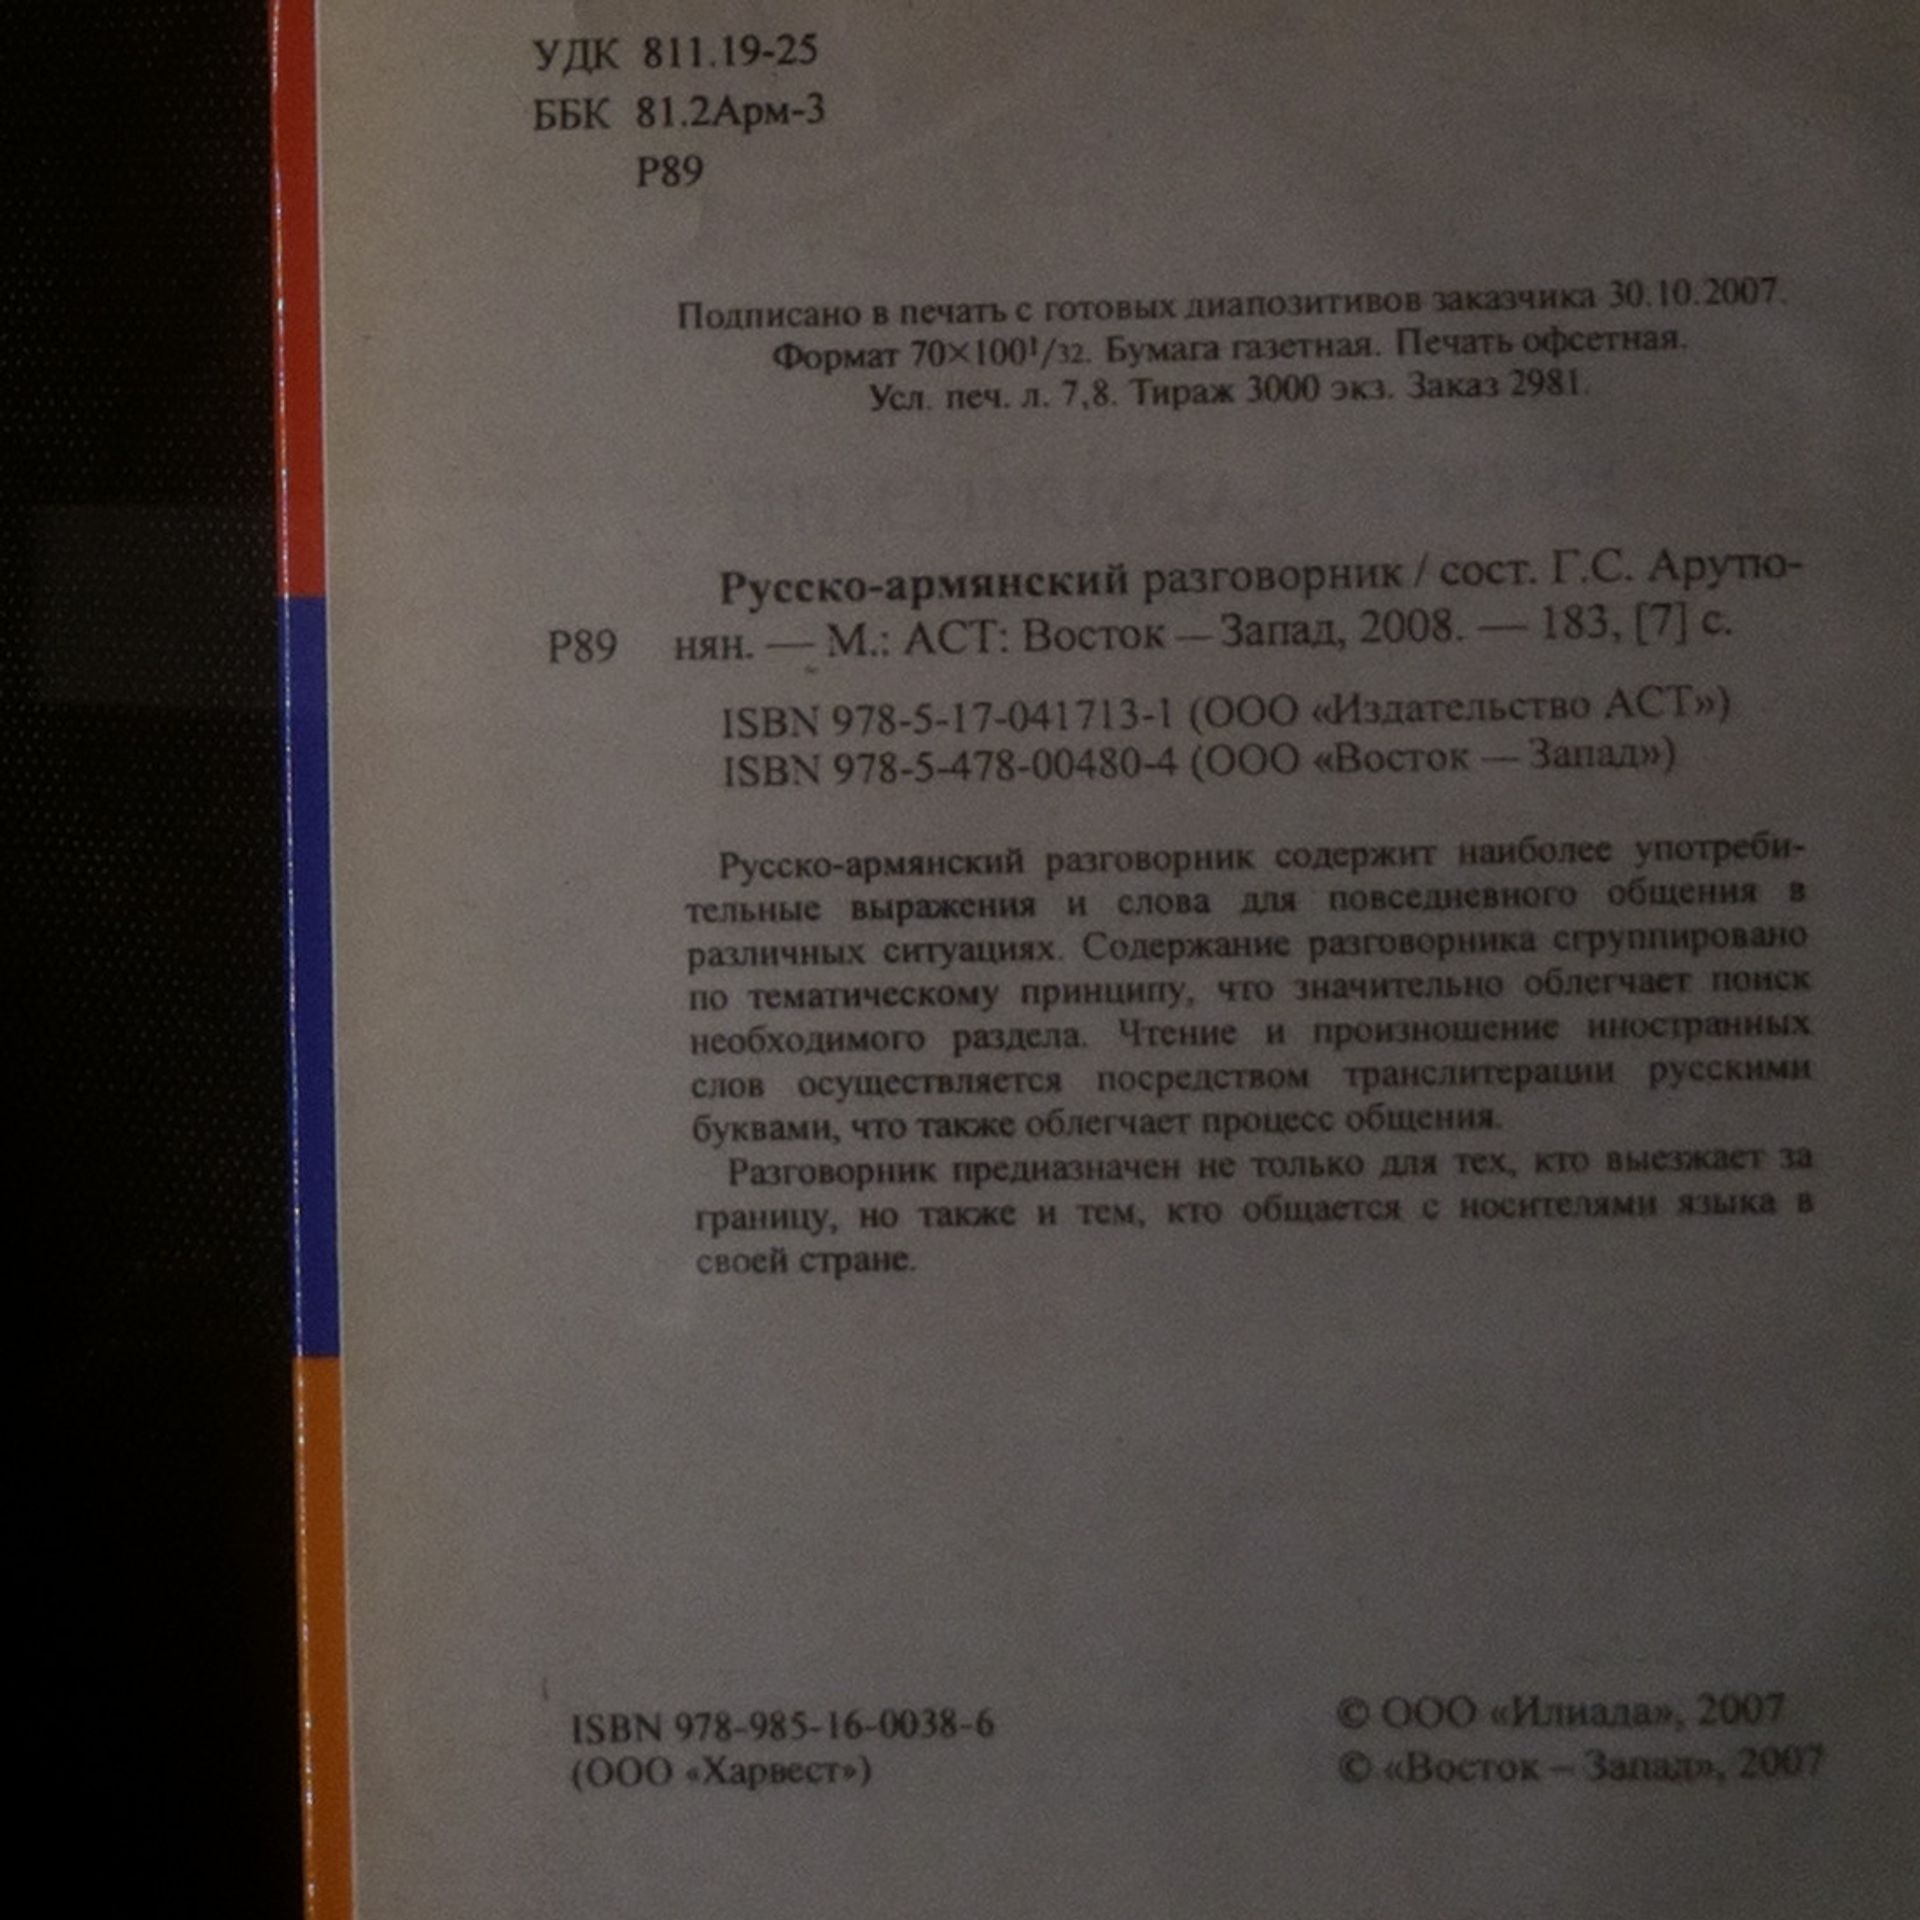 УДК 811.19-25
ББК 81.2Арм-3
Р89
Подписано в печать с готовых диапозитивов заказчика 30.10.2007.
Формат 70×100¹/32. Бумага газетная. Печать офсетная.
Усл. печ. л. 7,8. Тираж 3000 экз. Заказ 2981.
Русско-армянский разговорник / сост. Г.С. Арутю-
Р89 нян. — М.: АСТ: Восток — Запад, 2008. — 183, [7] с.
ISBN 978-5-17-041713-1 (ООО «Издательство АСТ»)
ISBN 978-5-478-00480-4 (ООО «Восток — Запад»)
Русско-армянский разговорник содержит наиболее употреби-
тельные выражения и слова для повседневного общения в
различных ситуациях. Содержание разговорника сгруппировано
по тематическому принципу, что значительно облегчает поиск
необходимого раздела. Чтение и произношение иностранных
слов осуществляется посредством транслитерации русскими
буквами, что также облегчает процесс общения.
Разговорник предназначен не только для тех, кто выезжает за
границу, но также и тем, кто общается с носителями языка в
своей стране.
ISBN 978-985-16-0038-6
(ООО «Харвест»)
© ООО «Илиада», 2007
© «Восток – Запад», 2007